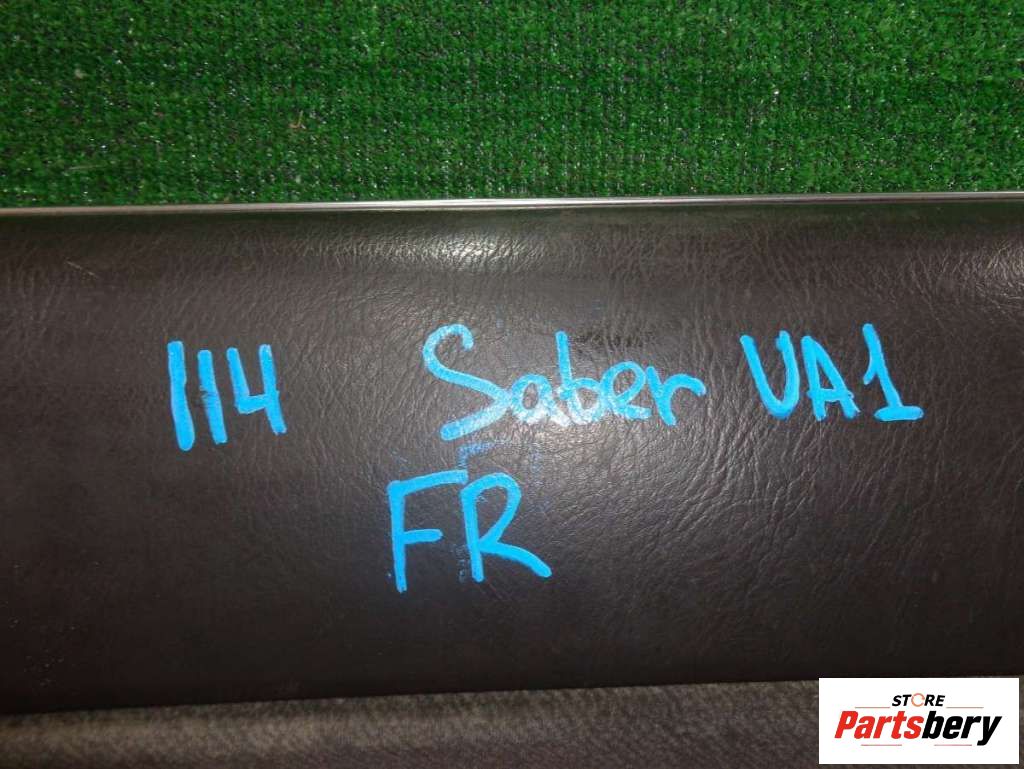 114 Saber UA1
FR
STORE
Partsbery